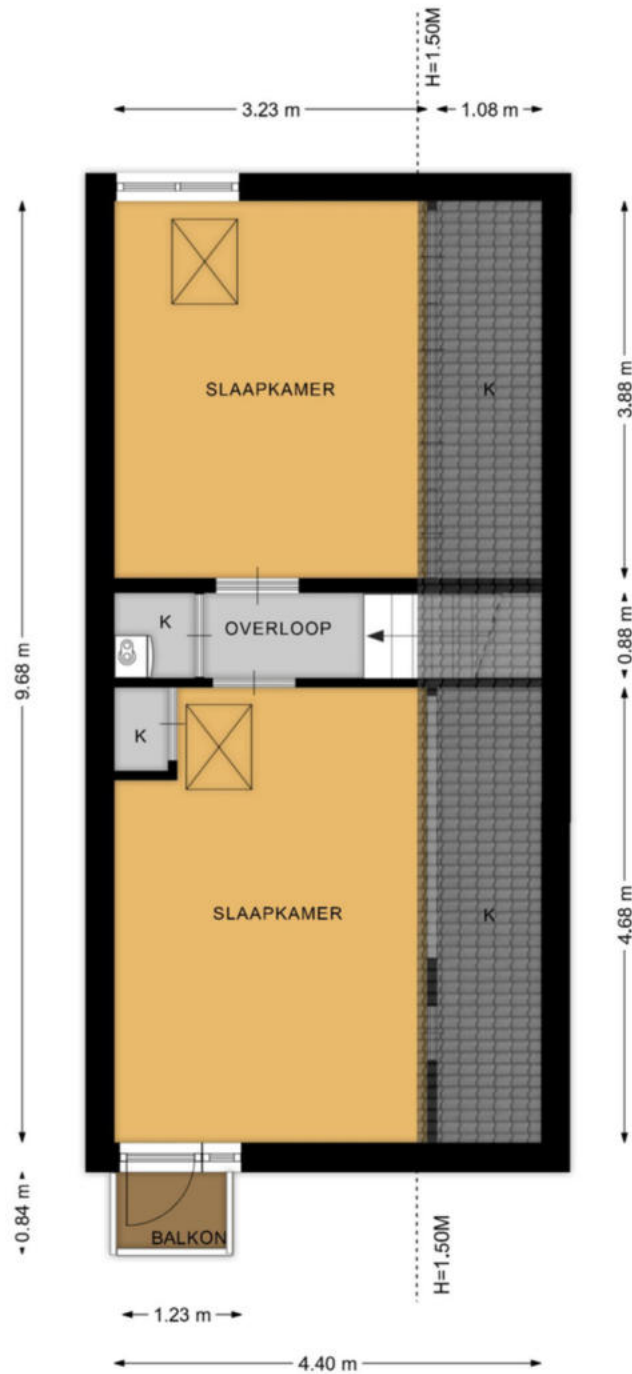 H=1.50M
3.23 m
1.08 m
SLAAPKAMER
K
3.88 m
K
OVERLOOP
0.88 m
9.68 m
K
SLAAPKAMER
K
4.68 m
0.84 m
BALKON
H=1.50M
1.23 m
4.40 m